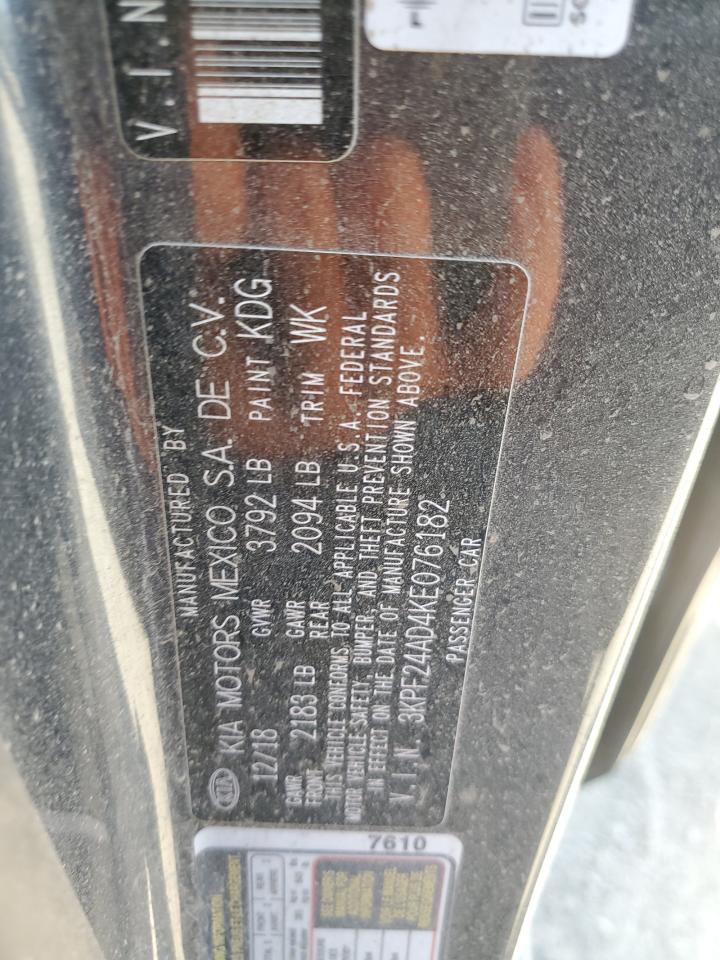 V.I.N
MANUFACTURED BY
KIA KIA MOTORS MEXICO S.A. DE C.V.
12/18 GVWR 3792 LB PAINT KDG
GAWR FRONT 2183 LB GAWR REAR 2094 LB TRIM WK
THIS VEHICLE CONFORMS TO ALL APPLICABLE U.S.A. FEDERAL
MOTOR VEHICLE SAFETY, BUMPER, AND THEFT PREVENTION STANDARDS
IN EFFECT ON THE DATE OF MANUFACTURE SHOWN ABOVE.
V.I.N 3KPF24AD4KE076182
PASSENGER CAR
7610